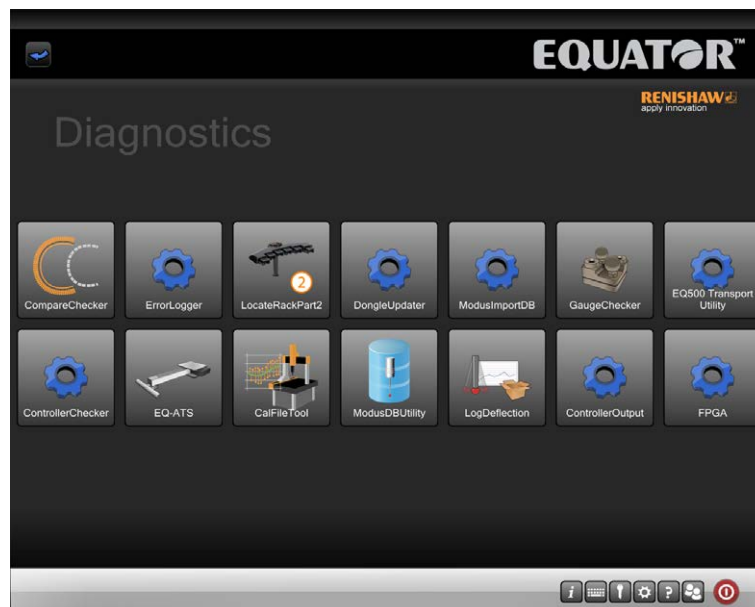 EQUATOR™
RENISHAW
apply innovation
Diagnostics
CompareChecker
ErrorLogger
2
LocateRackPart2
DongleUpdater
ModusImportDB
GaugeChecker
EQ500 Transport
Utility
ControllerChecker
EQ-ATS
CalFileTool
ModusDBUtility
LogDeflection
ControllerOutput
FPGA
i
?